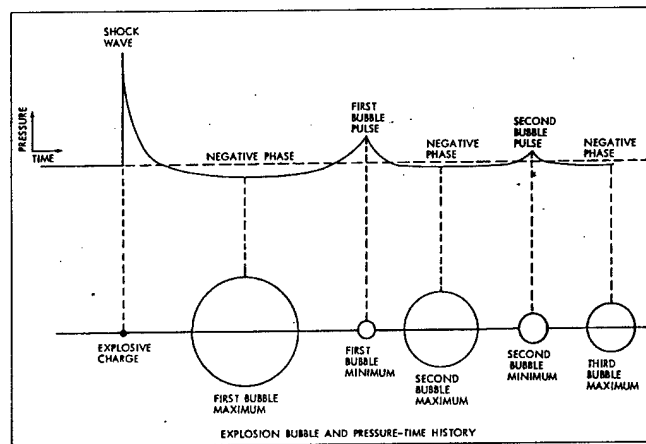 SHOCK
WAVE
PRESSURE
TIME
NEGATIVE PHASE
FIRST
BUBBLE
PULSE
NEGATIVE
PHASE
SECOND
BUBBLE
PULSE
NEGATIVE
PHASE
EXPLOSIVE
CHARGE
FIRST BUBBLE
MAXIMUM
FIRST
BUBBLE
MINIMUM
SECOND
BUBBLE
MAXIMUM
SECOND
BUBBLE
MINIMUM
THIRD
BUBBLE
MAXIMUM
EXPLOSION BUBBLE AND PRESSURE-TIME HISTORY